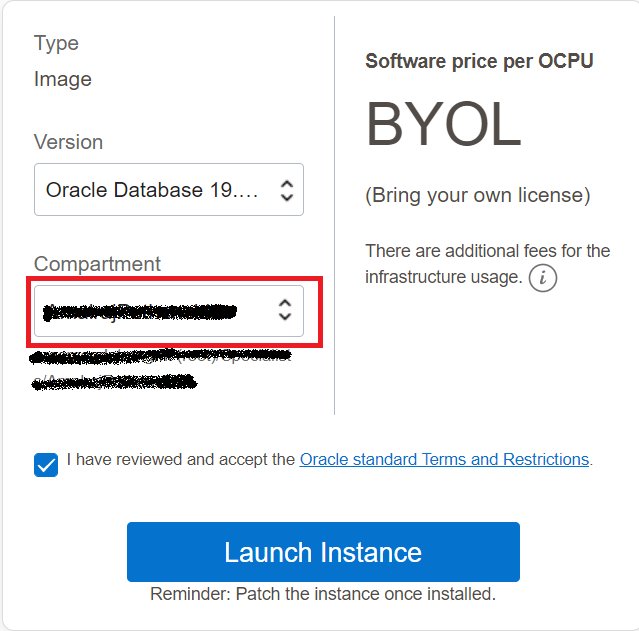 Type
Image
Version
Oracle Database 19....
Compartment
Software price per OCPU
BYOL
(Bring your own license)
There are additional fees for the
infrastructure usage. i
I have reviewed and accept the Oracle standard Terms and Restrictions.
Launch Instance
Reminder: Patch the instance once installed.